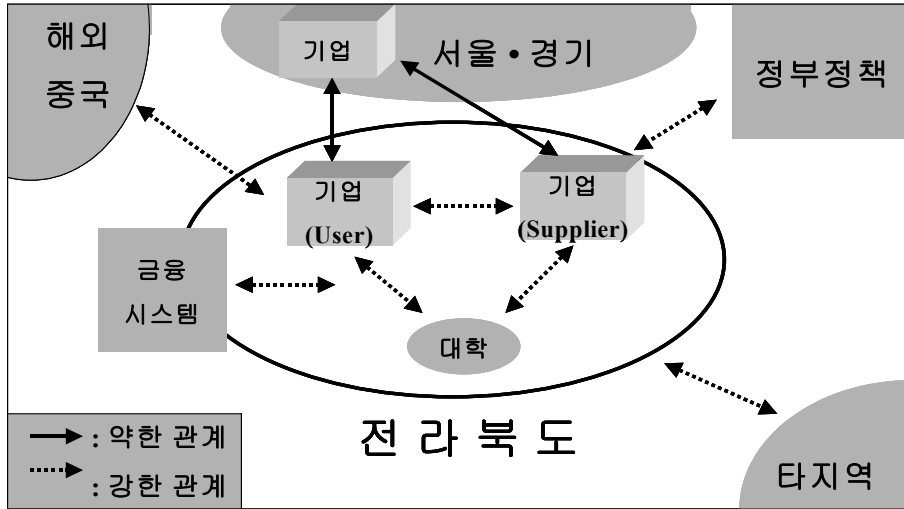 해외
중국
기업
서울 • 경기
정부정책
기업
(User)
기업
(Supplier)
금융
시스템
대학
전 라 북 도
: 약한 관계
: 강한 관계
타지역